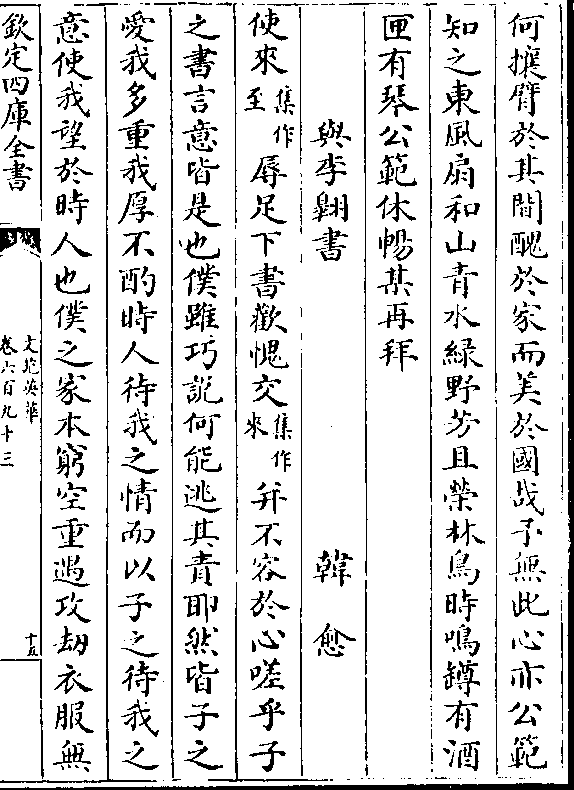 何攘臂於其間醜於家而美於國哉予無此心亦公範
知之東風扇和山青水綠野芳且榮林鳥時鳴罇有酒
匣有琴公範休暢某再拜
與李翺書
韓愈
使來集作至辱足下書歡愧交集作來并不容於心嗟乎子
之書言意皆是也僕雖巧説何能逃其責耶然皆子之
愛我多重我厚不酌時人待我之情而以子之待我之
意使我望於時人也僕之家本窮空重遇攻劫衣服無
欽定四庫全書
文苑英華
卷六百九十三
十五